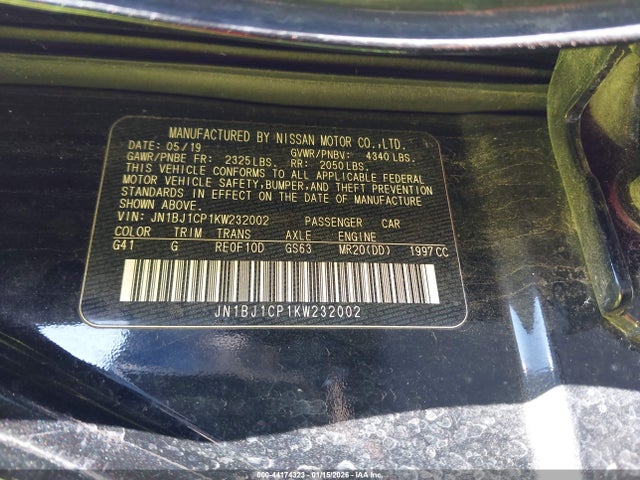 MANUFACTURED BY NISSAN MOTOR CO.,LTD.
DATE: 05/19 GVWR/PNBV: 4340 LBS.
GAWR/PNBE FR: 2325LBS. RR: 2050LBS.
THIS VEHICLE CONFORMS TO ALL APPLICABLE FEDERAL
MOTOR VEHICLE SAFETY,BUMPER,AND THEFT PREVENTION
STANDARDS IN EFFECT ON THE DATE OF MANUFACTURE
SHOWN ABOVE.
VIN: JN1BJ1CP1KW232002 PASSENGER CAR
COLOR TRIM TRANS AXLE ENGINE
G41 G RE0F10D GS63 MR20(DD) 1997CC
JN1BJ1CP1KW232002
000-44174323 - 01/15/2026 - IAA Inc.